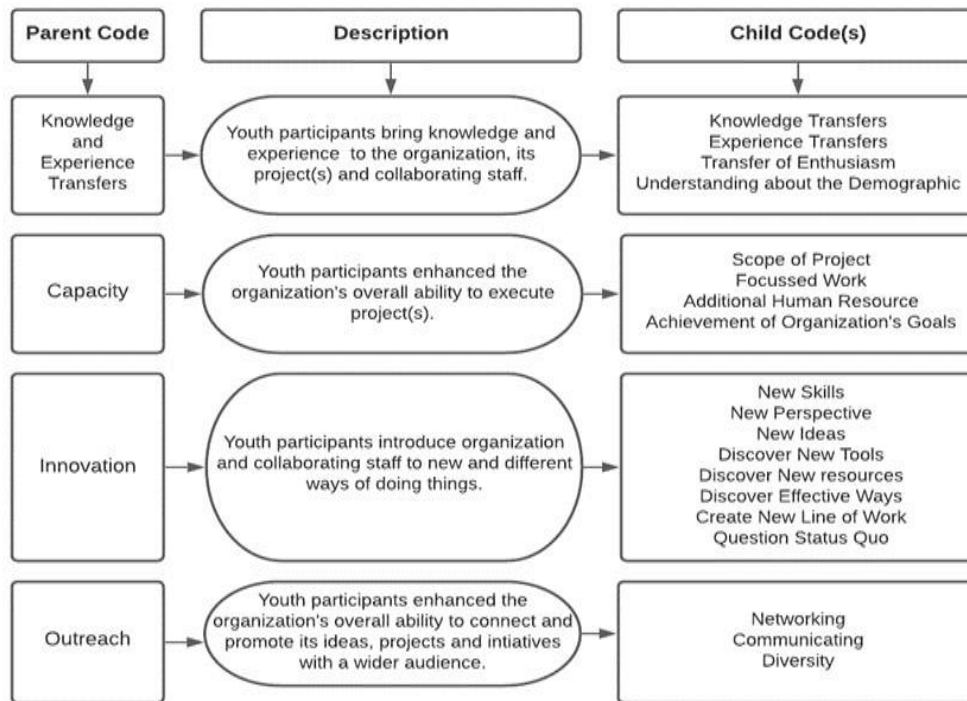 Parent Code
Description
Child Code(s)
Knowledge
and
Experience
Transfers
Youth participants bring knowledge and
experience to the organization, its
project(s) and collaborating staff.
Knowledge Transfers
Experience Transfers
Transfer of Enthusiasm
Understanding about the Demographic
Capacity
Youth participants enhanced the
organization's overall ability to execute
project(s).
Scope of Project
Focussed Work
Additional Human Resource
Achievement of Organization's Goals
Innovation
Youth participants introduce organization
and collaborating staff to new and different
ways of doing things.
New Skills
New Perspective
New Ideas
Discover New Tools
Discover New resources
Discover Effective Ways
Create New Line of Work
Question Status Quo
Outreach
Youth participants enhanced the
organization's overall ability to connect and
promote its ideas, projects and intiatives
with a wider audience.
Networking
Communicating
Diversity